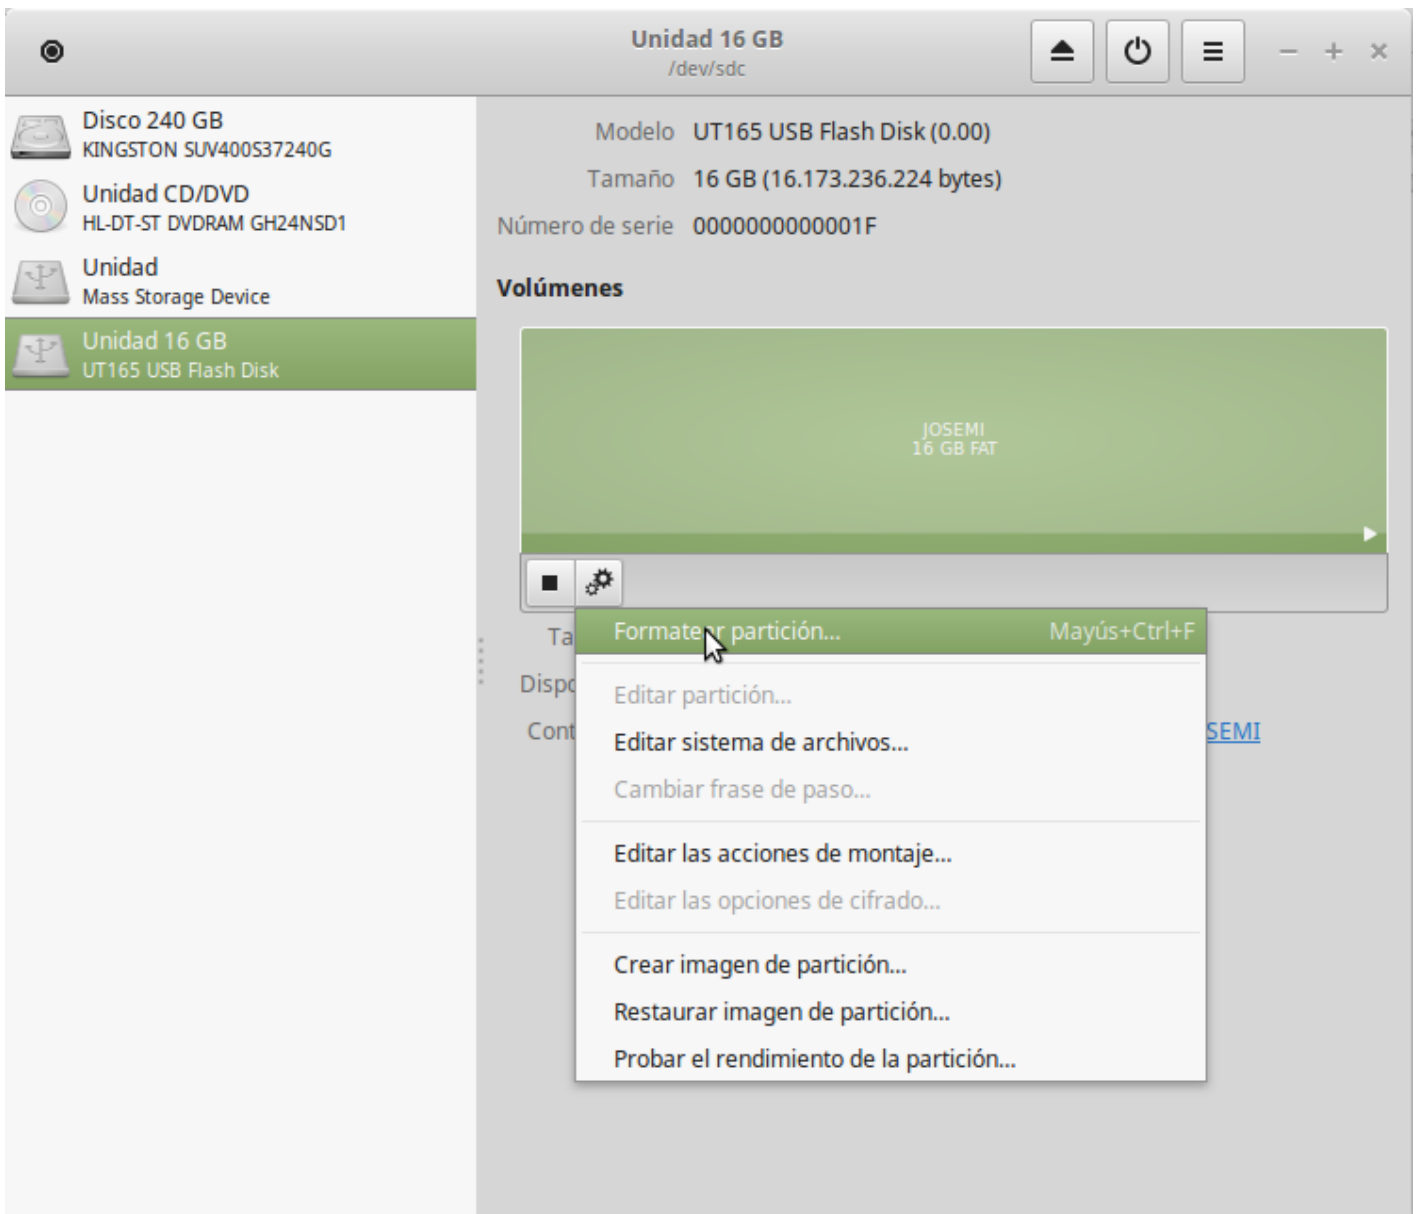 Unidad 16 GB
/dev/sdc
Disco 240 GB
KINGSTON SUV400S37240G
Unidad CD/DVD
HL-DT-ST DVDRAM GH24NSD1
Unidad
Mass Storage Device
Unidad 16 GB
UT165 USB Flash Disk
Modelo UT165 USB Flash Disk (0.00)
Tamaño 16 GB (16.173.236.224 bytes)
Número de serie 0000000000001F
Volúmenes
JOSEMI
16 GB FAT
Ta
Dispo
Cont
SEMI
Formatear partición... Mayús+Ctrl+F
Editar partición...
Editar sistema de archivos...
Cambiar frase de paso...
Editar las acciones de montaje...
Editar las opciones de cifrado...
Crear imagen de partición...
Restaurar imagen de partición...
Probar el rendimiento de la partición...